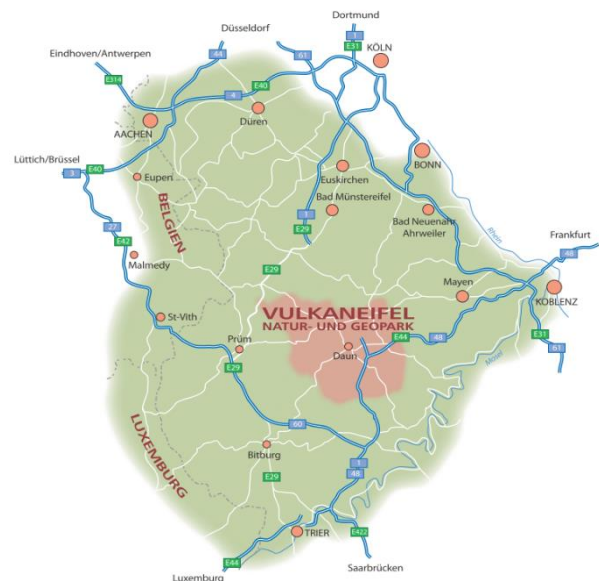 Dortmund
Düsseldorf
1
E31
KÖLN
Eindhoven/Antwerpen
44
61
E314
E40
4
Düren
AACHEN
Lüttich/Brüssel
3
E40
Eupen
BONN
Euskirchen
Bad Münstereifel
1
E29
Bad Neuenahr
Ahrweiler
Rhein
BELGIEN
27
E42
Malmedy
E29
Frankfurt
48
Mayen
KOBLENZ
VULKANEIFEL
NATUR- UND GEOPARK
St-Vith
Prüm
Daun
E44
48
E31
61
Mosel
E29
LUXEMBURG
60
Bitburg
1
48
E29
TRIER
E422
E44
Saarbrücken
Luxemburg